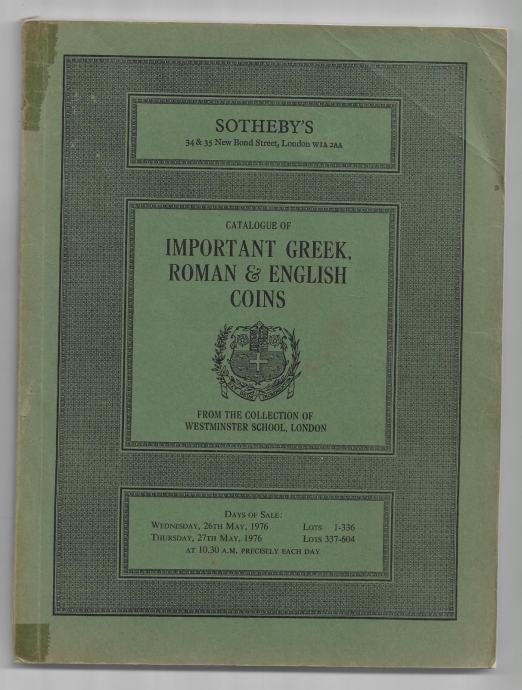 SOTHEBY'S
34 & 35 New Bond Street, London W1A 2AA
CATALOGUE OF
IMPORTANT GREEK,
ROMAN & ENGLISH
COINS
FROM THE COLLECTION OF
WESTMINSTER SCHOOL, LONDON
DAYS OF SALE:
WEDNESDAY, 26TH MAY, 1976 LOTS 1-336
THURSDAY, 27TH MAY, 1976 LOTS 337-604
AT 10.30 A.M. PRECISELY EACH DAY